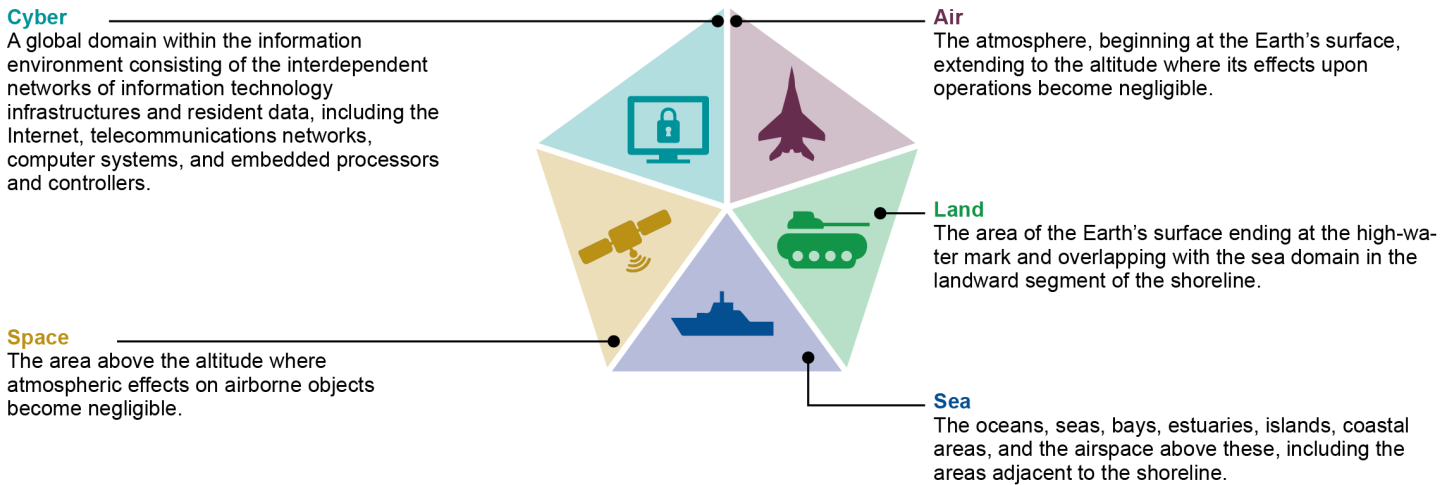 Cyber
A global domain within the information
environment consisting of the interdependent
networks of information technology
infrastructures and resident data, including the
Internet, telecommunications networks,
computer systems, and embedded processors
and controllers.
Air
The atmosphere, beginning at the Earth’s surface,
extending to the altitude where its effects upon
operations become negligible.
Land
The area of the Earth’s surface ending at the high-wa-
ter mark and overlapping with the sea domain in the
landward segment of the shoreline.
Space
The area above the altitude where
atmospheric effects on airborne objects
become negligible.
Sea
The oceans, seas, bays, estuaries, islands, coastal
areas, and the airspace above these, including the
areas adjacent to the shoreline.